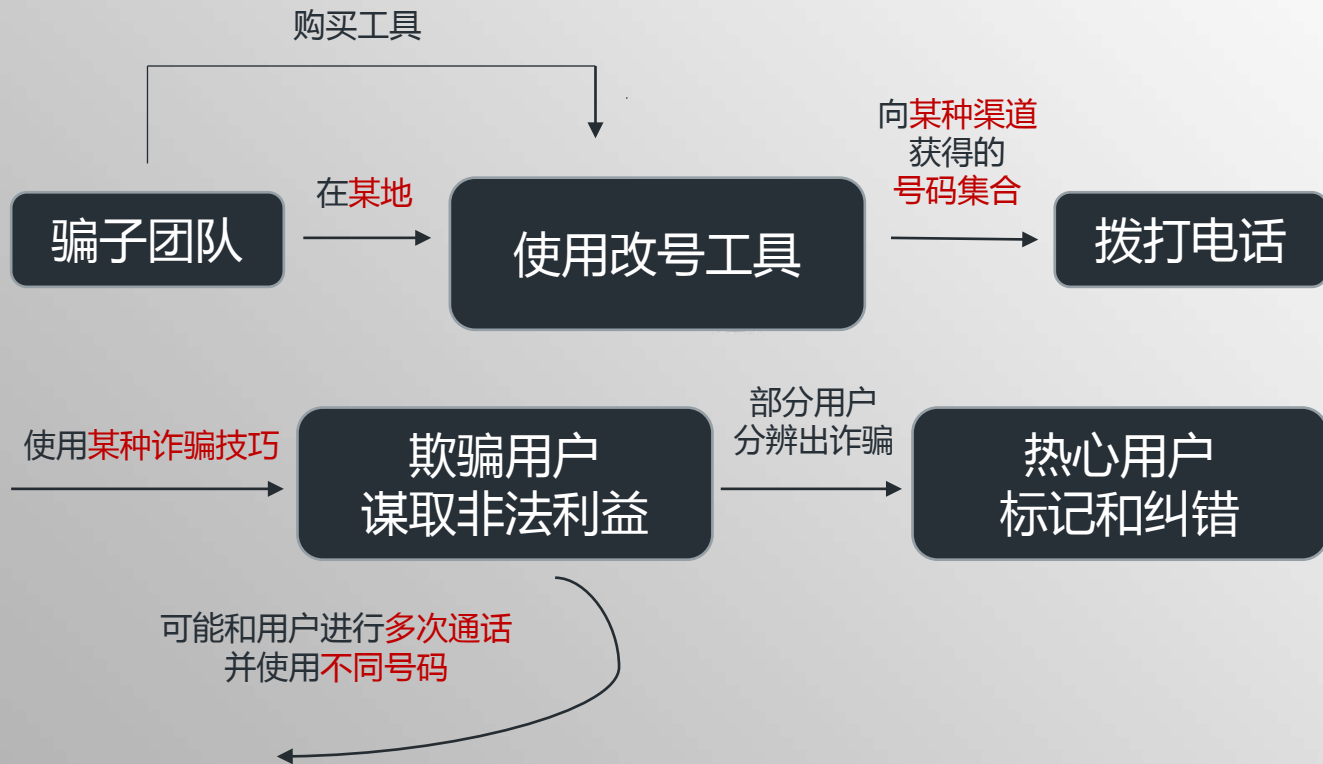 购买工具
向某种渠道
获得的
号码集合
在某地
骗子团队
使用改号工具
拨打电话
部分用户
分辨出诈骗
使用某种诈骗技巧
欺骗用户
谋取非法利益
热心用户
标记和纠错
可能和用户进行多次通话
并使用不同号码